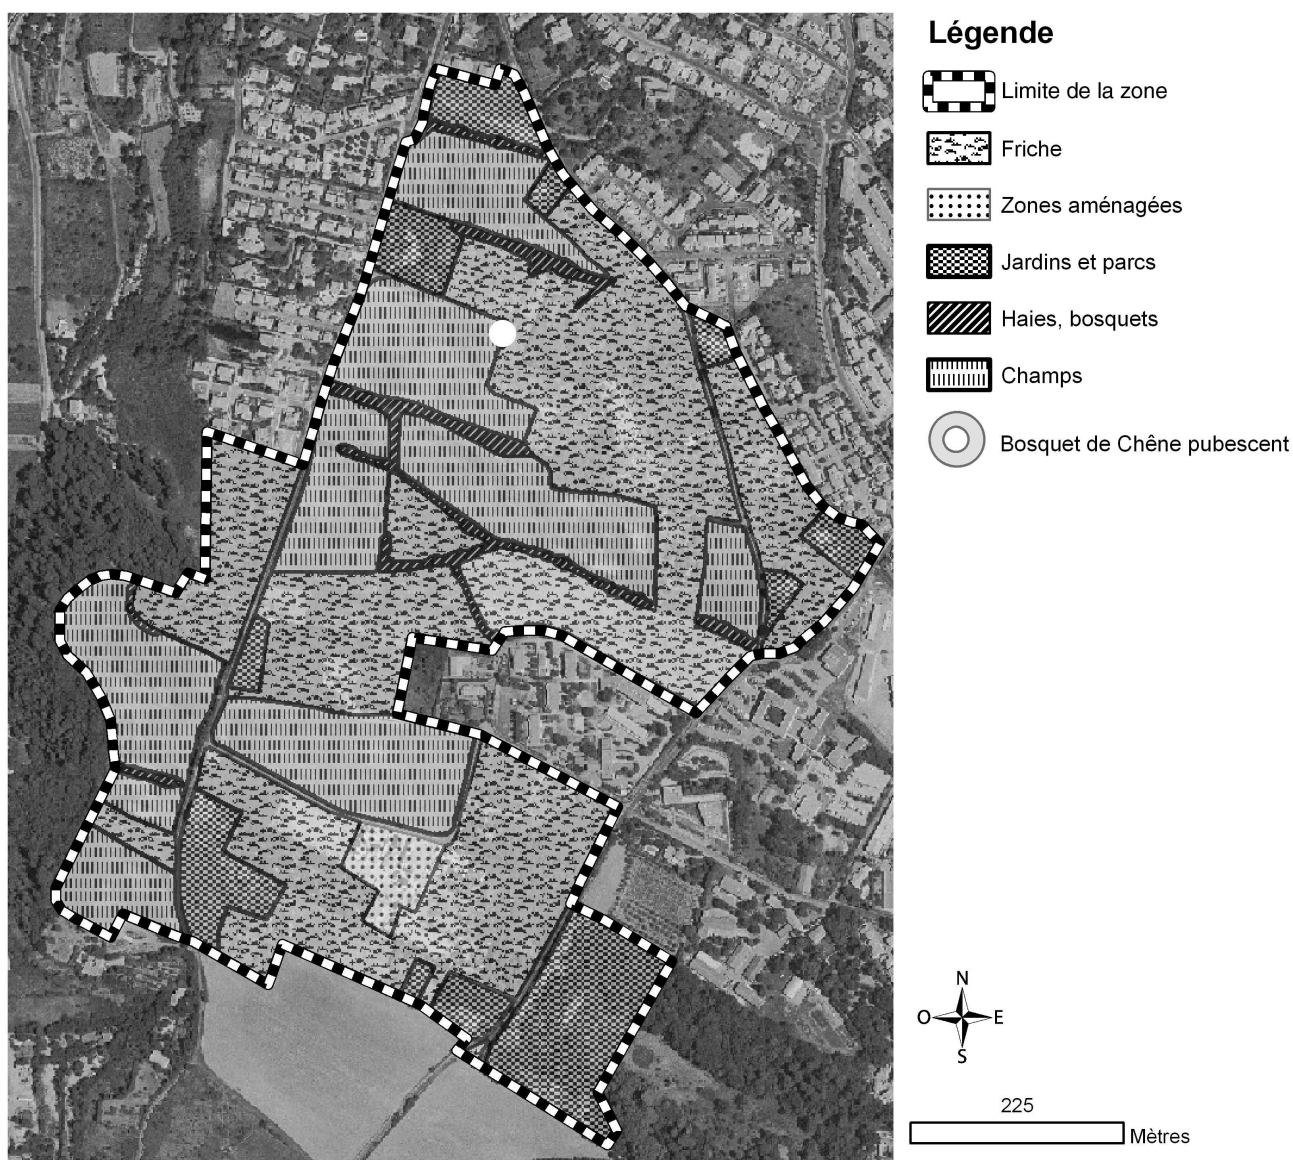 Légende
Limite de la zone
Friche
Zones aménagées
Jardins et parcs
Haies, bosquets
Champs
Bosquet de Chêne pubescent
N
O E
S
225
Mètres